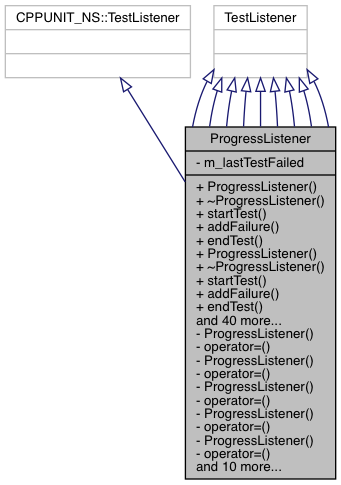 CPPUNIT_NS::TestListener
TestListener
ProgressListener
- m_lastTestFailed
+ ProgressListener()
+ ~ProgressListener()
+ startTest()
+ addFailure()
+ endTest()
+ ProgressListener()
+ ~ProgressListener()
+ startTest()
+ addFailure()
+ endTest()
and 40 more...
- ProgressListener()
- operator=()
- ProgressListener()
- operator=()
- ProgressListener()
- operator=()
- ProgressListener()
- operator=()
- ProgressListener()
- operator=()
and 10 more...